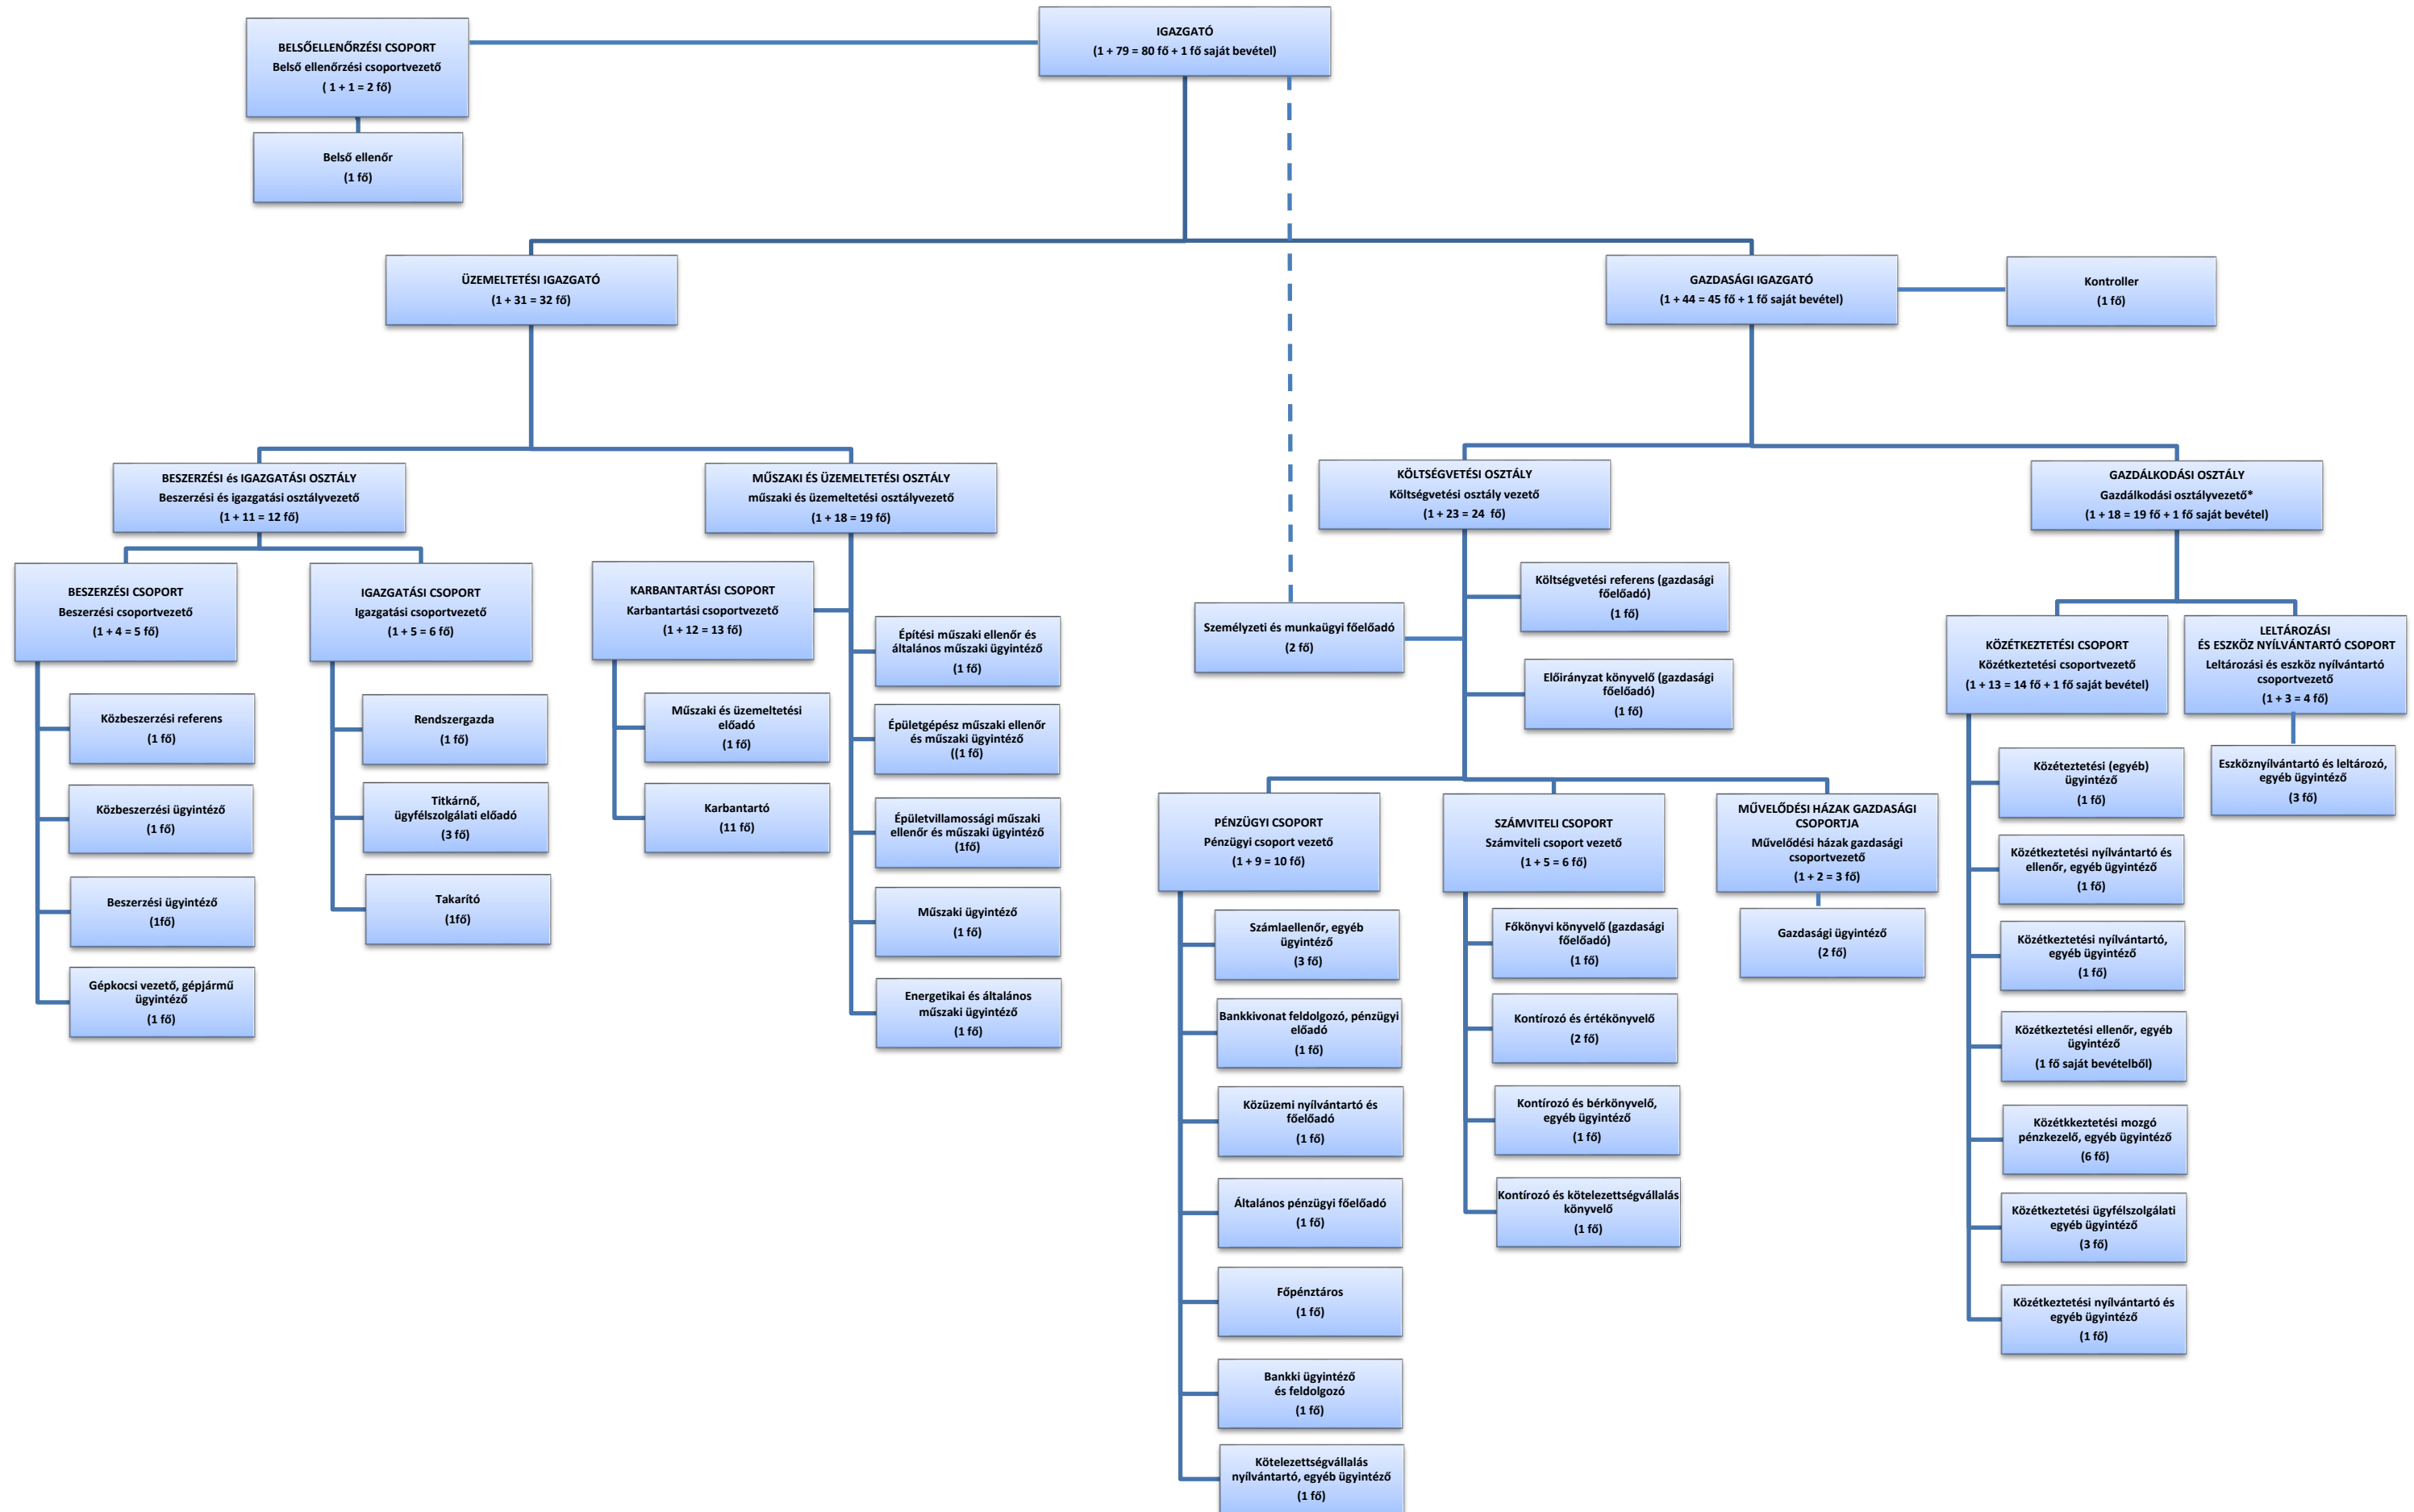 BELSŐELLENŐRZÉSI CSOPORT
Belső ellenőrzési csoportvezető
( 1 + 1 = 2 fő)
IGAZGATÓ
(1 + 79 = 80 fő + 1 fő saját bevétel)
Belső ellenőr
(1 fő)
ÜZEMELTETÉSI IGAZGATÓ
(1 + 31 = 32 fő)
GAZDASÁGI IGAZGATÓ
(1 + 44 = 45 fő + 1 fő saját bevétel)
Kontroller
(1 fő)
BESZERZÉSI és IGAZGATÁSI OSZTÁLY
Beszerzési és igazgatási osztályvezető
(1 + 11 = 12 fő)
MŰSZAKI ÉS ÜZEMELTETÉSI OSZTÁLY
műszaki és üzemeltetési osztályvezető
(1 + 18 = 19 fő)
KÖLTSÉGVETÉSI OSZTÁLY
Költségvetési osztály vezető
(1 + 23 = 24  fő)
GAZDÁLKODÁSI OSZTÁLY
Gazdálkodási osztályvezető*
(1 + 18 = 19 fő + 1 fő saját bevétel)
BESZERZÉSI CSOPORT
Beszerzési csoportvezető
(1 + 4 = 5 fő)
IGAZGATÁSI CSOPORT
Igazgatási csoportvezető
(1 + 5 = 6 fő)
KARBANTARTÁSI CSOPORT
Karbantartási csoportvezető
(1 + 12 = 13 fő)
Építési műszaki ellenőr és
általános műszaki ügyintéző
(1 fő)
Személyzeti és munkaügyi főelőadó
(2 fő)
Költségvetési referens (gazdasági
főelőadó)
(1 fő)
Előirányzat könyvelő (gazdasági
főelőadó)
(1 fő)
KÖZÉTKEZTETÉSI CSOPORT
Közétkeztetési csoportvezető
(1 + 13 = 14 fő + 1 fő saját bevétel)
LELTÁROZÁSI
ÉS ESZKÖZ NYÍLVÁNTARTÓ CSOPORT
Leltározási és eszköz nyílvántartó
csoportvezető
(1 + 3 = 4 fő)
Közbeszerzési referens
(1 fő)
Közbeszerzési ügyintéző
(1 fő)
Beszerzési ügyintéző
(1fő)
Gépkocsi vezető, gépjármű
ügyintéző
(1 fő)
Rendszergazda
(1 fő)
Titkárnő,
ügyfélszolgálati előadó
(3 fő)
Takarító
(1fő)
Műszaki és üzemeltetési
előadó
(1 fő)
Karbantartó
(11 fő)
Épületgépész műszaki ellenőr
és műszaki ügyintéző
((1 fő)
Épületvillamossági műszaki
ellenőr és műszaki ügyintéző
(1fő)
Műszaki ügyintéző
(1 fő)
Energetikai és általános
műszaki ügyintéző
(1 fő)
PÉNZÜGYI CSOPORT
Pénzügyi csoport vezető
(1 + 9 = 10 fő)
SZÁMVITELI CSOPORT
Számviteli csoport vezető
(1 + 5 = 6 fő)
MŰVELŐDÉSI HÁZAK GAZDASÁGI
CSOPORTJA
Művelődési házak gazdasági
csoportvezető
(1 + 2 = 3 fő)
Számlaellenőr, egyéb
ügyintéző
(3 fő)
Bankkivonat feldolgozó, pénzügyi
előadó
(1 fő)
Közüzemi nyílvántartó és
főelőadó
(1 fő)
Általános pénzügyi főelőadó
(1 fő)
Főpénztáros
(1 fő)
Bankki ügyintéző
és feldolgozó
(1 fő)
Kötelezettségvállalás
nyílvántartó, egyéb ügyintéző
(1 fő)
Főkönyvi könyvelő (gazdasági
főelőadó)
(1 fő)
Kontírozó és értékönyvelő
(2 fő)
Kontírozó és bérkönyvelő,
egyéb ügyintéző
(1 fő)
Kontírozó és kötelezettségvállalás
könyvelő
(1 fő)
Gazdasági ügyintéző
(2 fő)
Közéteztetési (egyéb)
ügyintéző
(1 fő)
Közétkeztetési nyílvántartó és
ellenőr, egyéb ügyintéző
(1 fő)
Közétkeztetési nyílvántartó,
egyéb ügyintéző
(1 fő)
Közétkeztetési ellenőr, egyéb
ügyintéző
(1 fő saját bevételből)
Közétkkeztetési mozgó
pénzkezelő, egyéb ügyintéző
(6 fő)
Közétkeztetési ügyfélszolgálati
egyéb ügyintéző
(3 fő)
Közétkeztetési nyílvántartó és
egyéb ügyintéző
(1 fő)
Eszköznyílvántartó és leltározó,
egyéb ügyintéző
(3 fő)